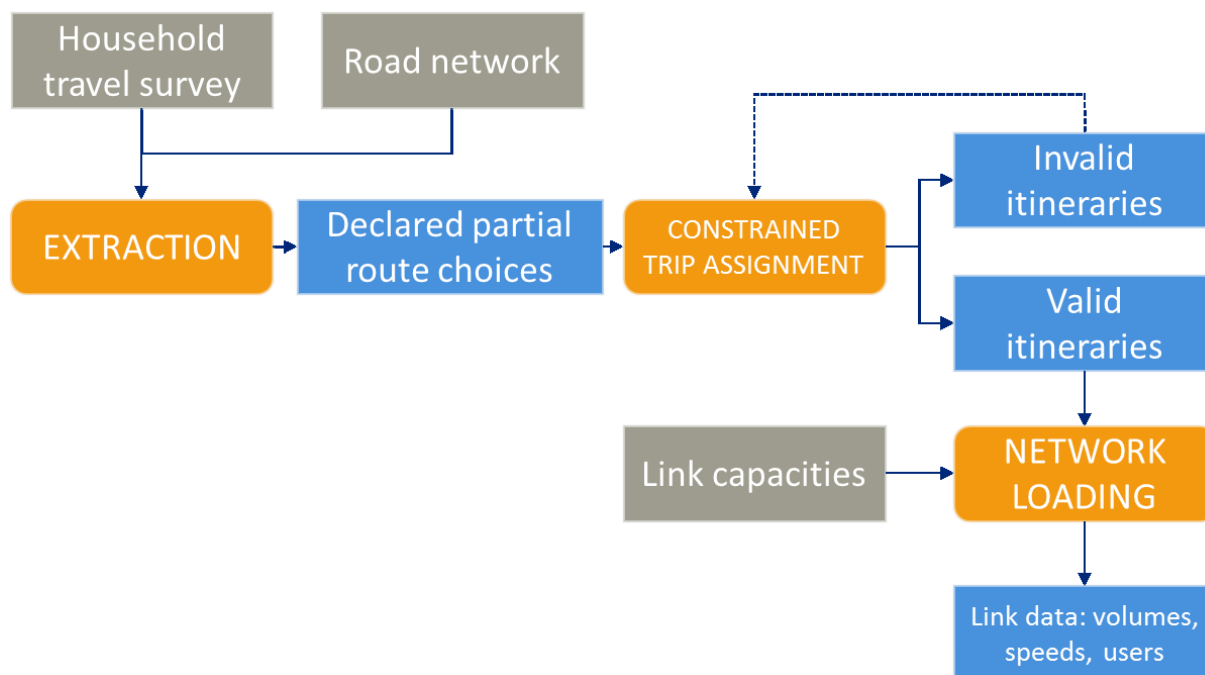 Household
travel survey
Road network
Invalid
itineraries
EXTRACTION
Declared partial
route choices
CONSTRAINED
TRIP ASSIGNMENT
Valid
itineraries
Link capacities
NETWORK
LOADING
Link data: volumes,
speeds, users